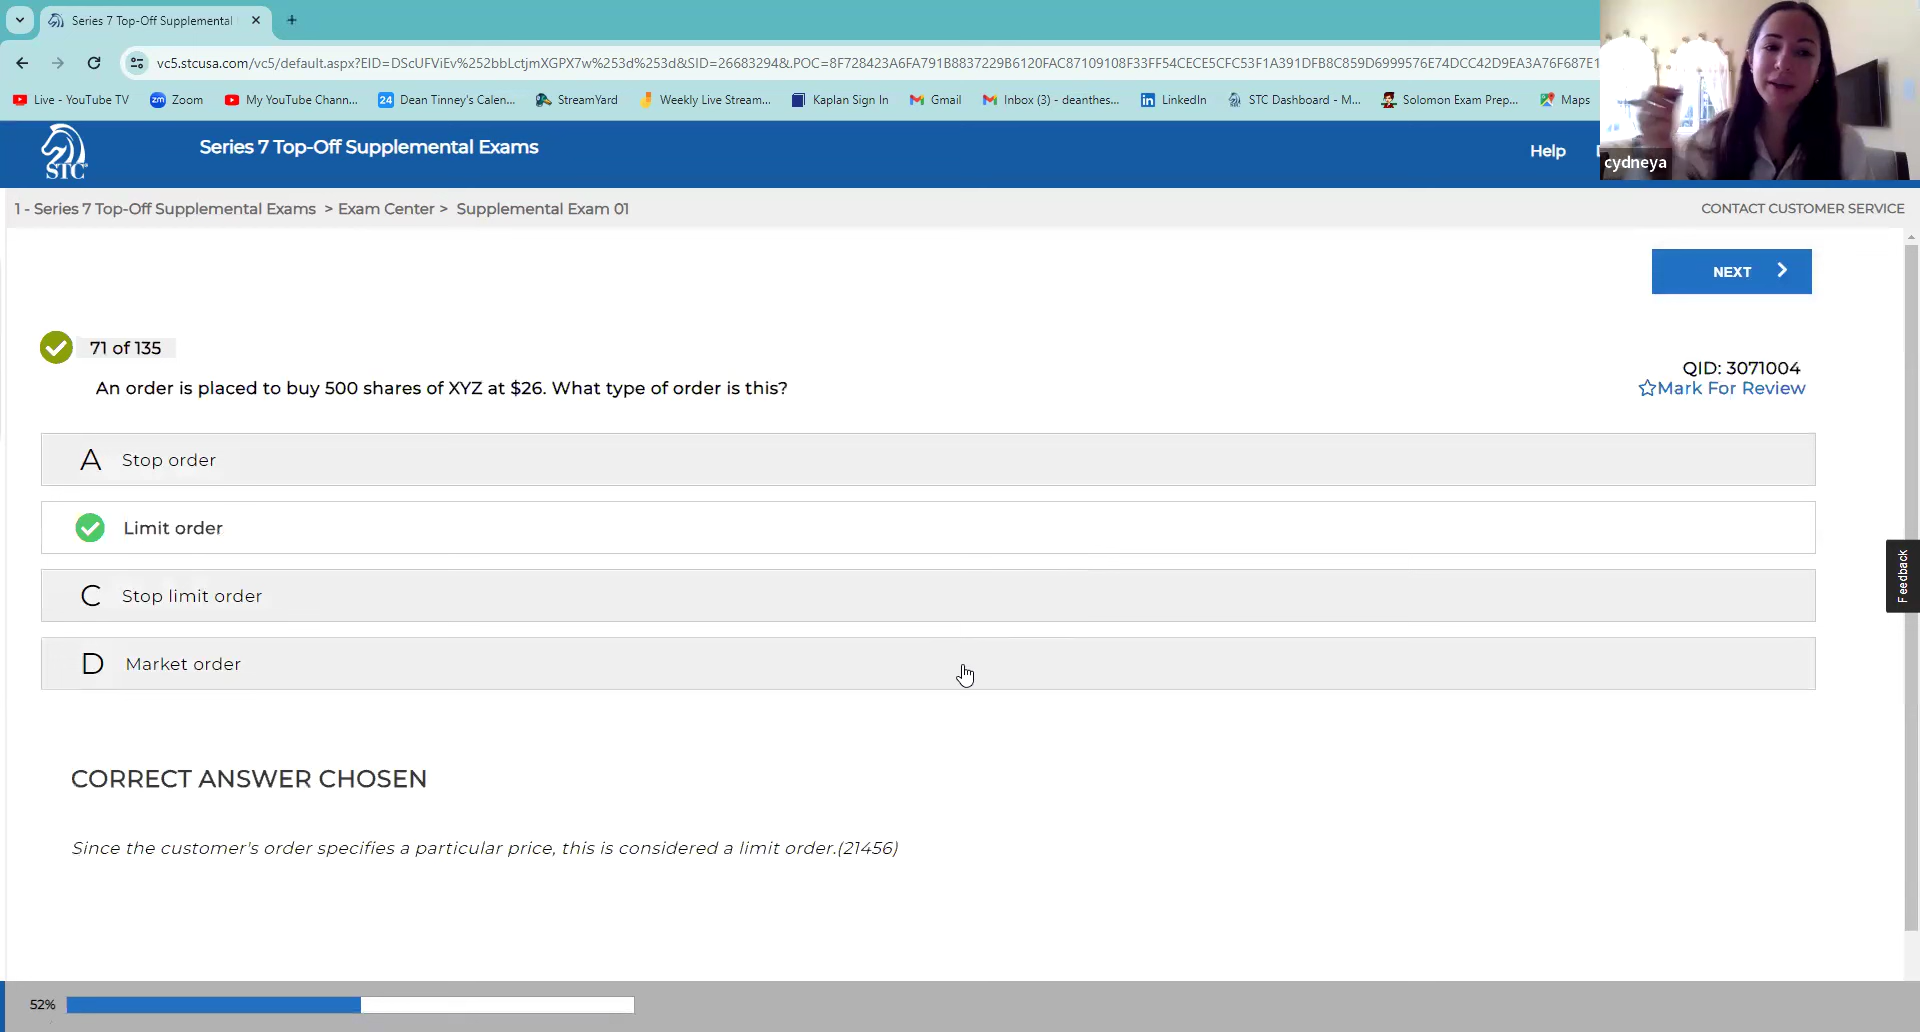 Series 7 Top-Off Supplemental
vc5.stcusa.com/vc5/default.aspx?EID=DScUFViEv%252bbLctjmXGPX7w%253d%253d&SID=26683294&.POC=8F728423A6FA791B8837229B6120FAC87109108F33FF54CECE5CFC53F1A391DFB8C859D6999576E74DCC42D9EA3A76F687E1
Live - YouTube TV
zm Zoom
My YouTube Chann...
24 Dean Tinney's Calen...
StreamYard
Weekly Live Stream...
Kaplan Sign In
Gmail
Inbox (3) - deanthes...
LinkedIn
STC Dashboard - M...
Solomon Exam Prep...
Maps
cydneya
STC
Series 7 Top-Off Supplemental Exams
Help
1 - Series 7 Top-Off Supplemental Exams > Exam Center > Supplemental Exam 01
CONTACT CUSTOMER SERVICE
NEXT
71 of 135
QID: 3071004
An order is placed to buy 500 shares of XYZ at $26. What type of order is this?
Mark For Review
A Stop order
Limit order
C Stop limit order
D Market order
Feedback
CORRECT ANSWER CHOSEN
Since the customer's order specifies a particular price, this is considered a limit order.(21456)
52%